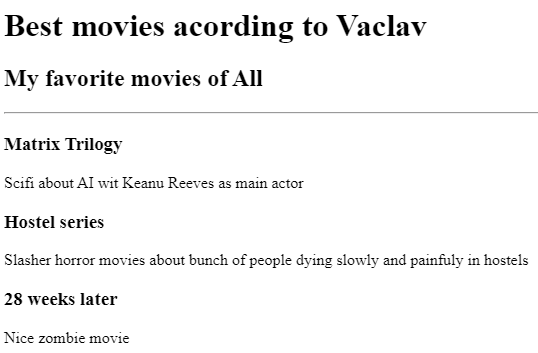 Best movies acording to Vaclav
My favorite movies of All
Matrix Trilogy
Scifi about AI wit Keanu Reeves as main actor
Hostel series
Slasher horror movies about bunch of people dying slowly and painfuly in hostels
28 weeks later
Nice zombie movie